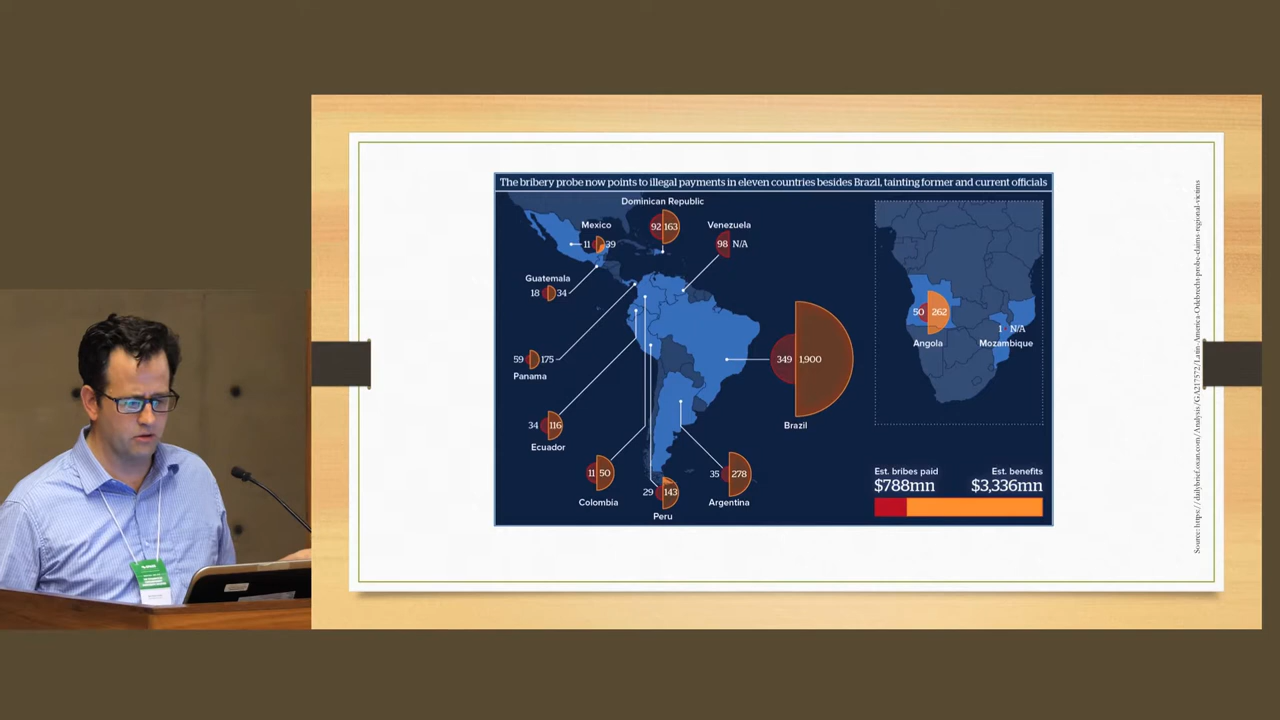 The bribery probe now points to illegal payments in eleven countries besides Brazil, tainting former and current officials
Dominican Republic
92 163
Mexico
11 39
Venezuela
98 N/A
Guatemala
18 34
50 262
Angola
1 N/A
Mozambique
59 175
Panama
349 1,900
Brazil
34 116
Ecuador
11 50
Colombia
29 143
Peru
35 278
Argentina
Est. bribes paid
$788mn
Est. benefits
$3,336mn
Source: https://dailybrief.oxan.com/Analysis/GA217572/Latin-America-Odebrecht-probe-claims-regional-victims